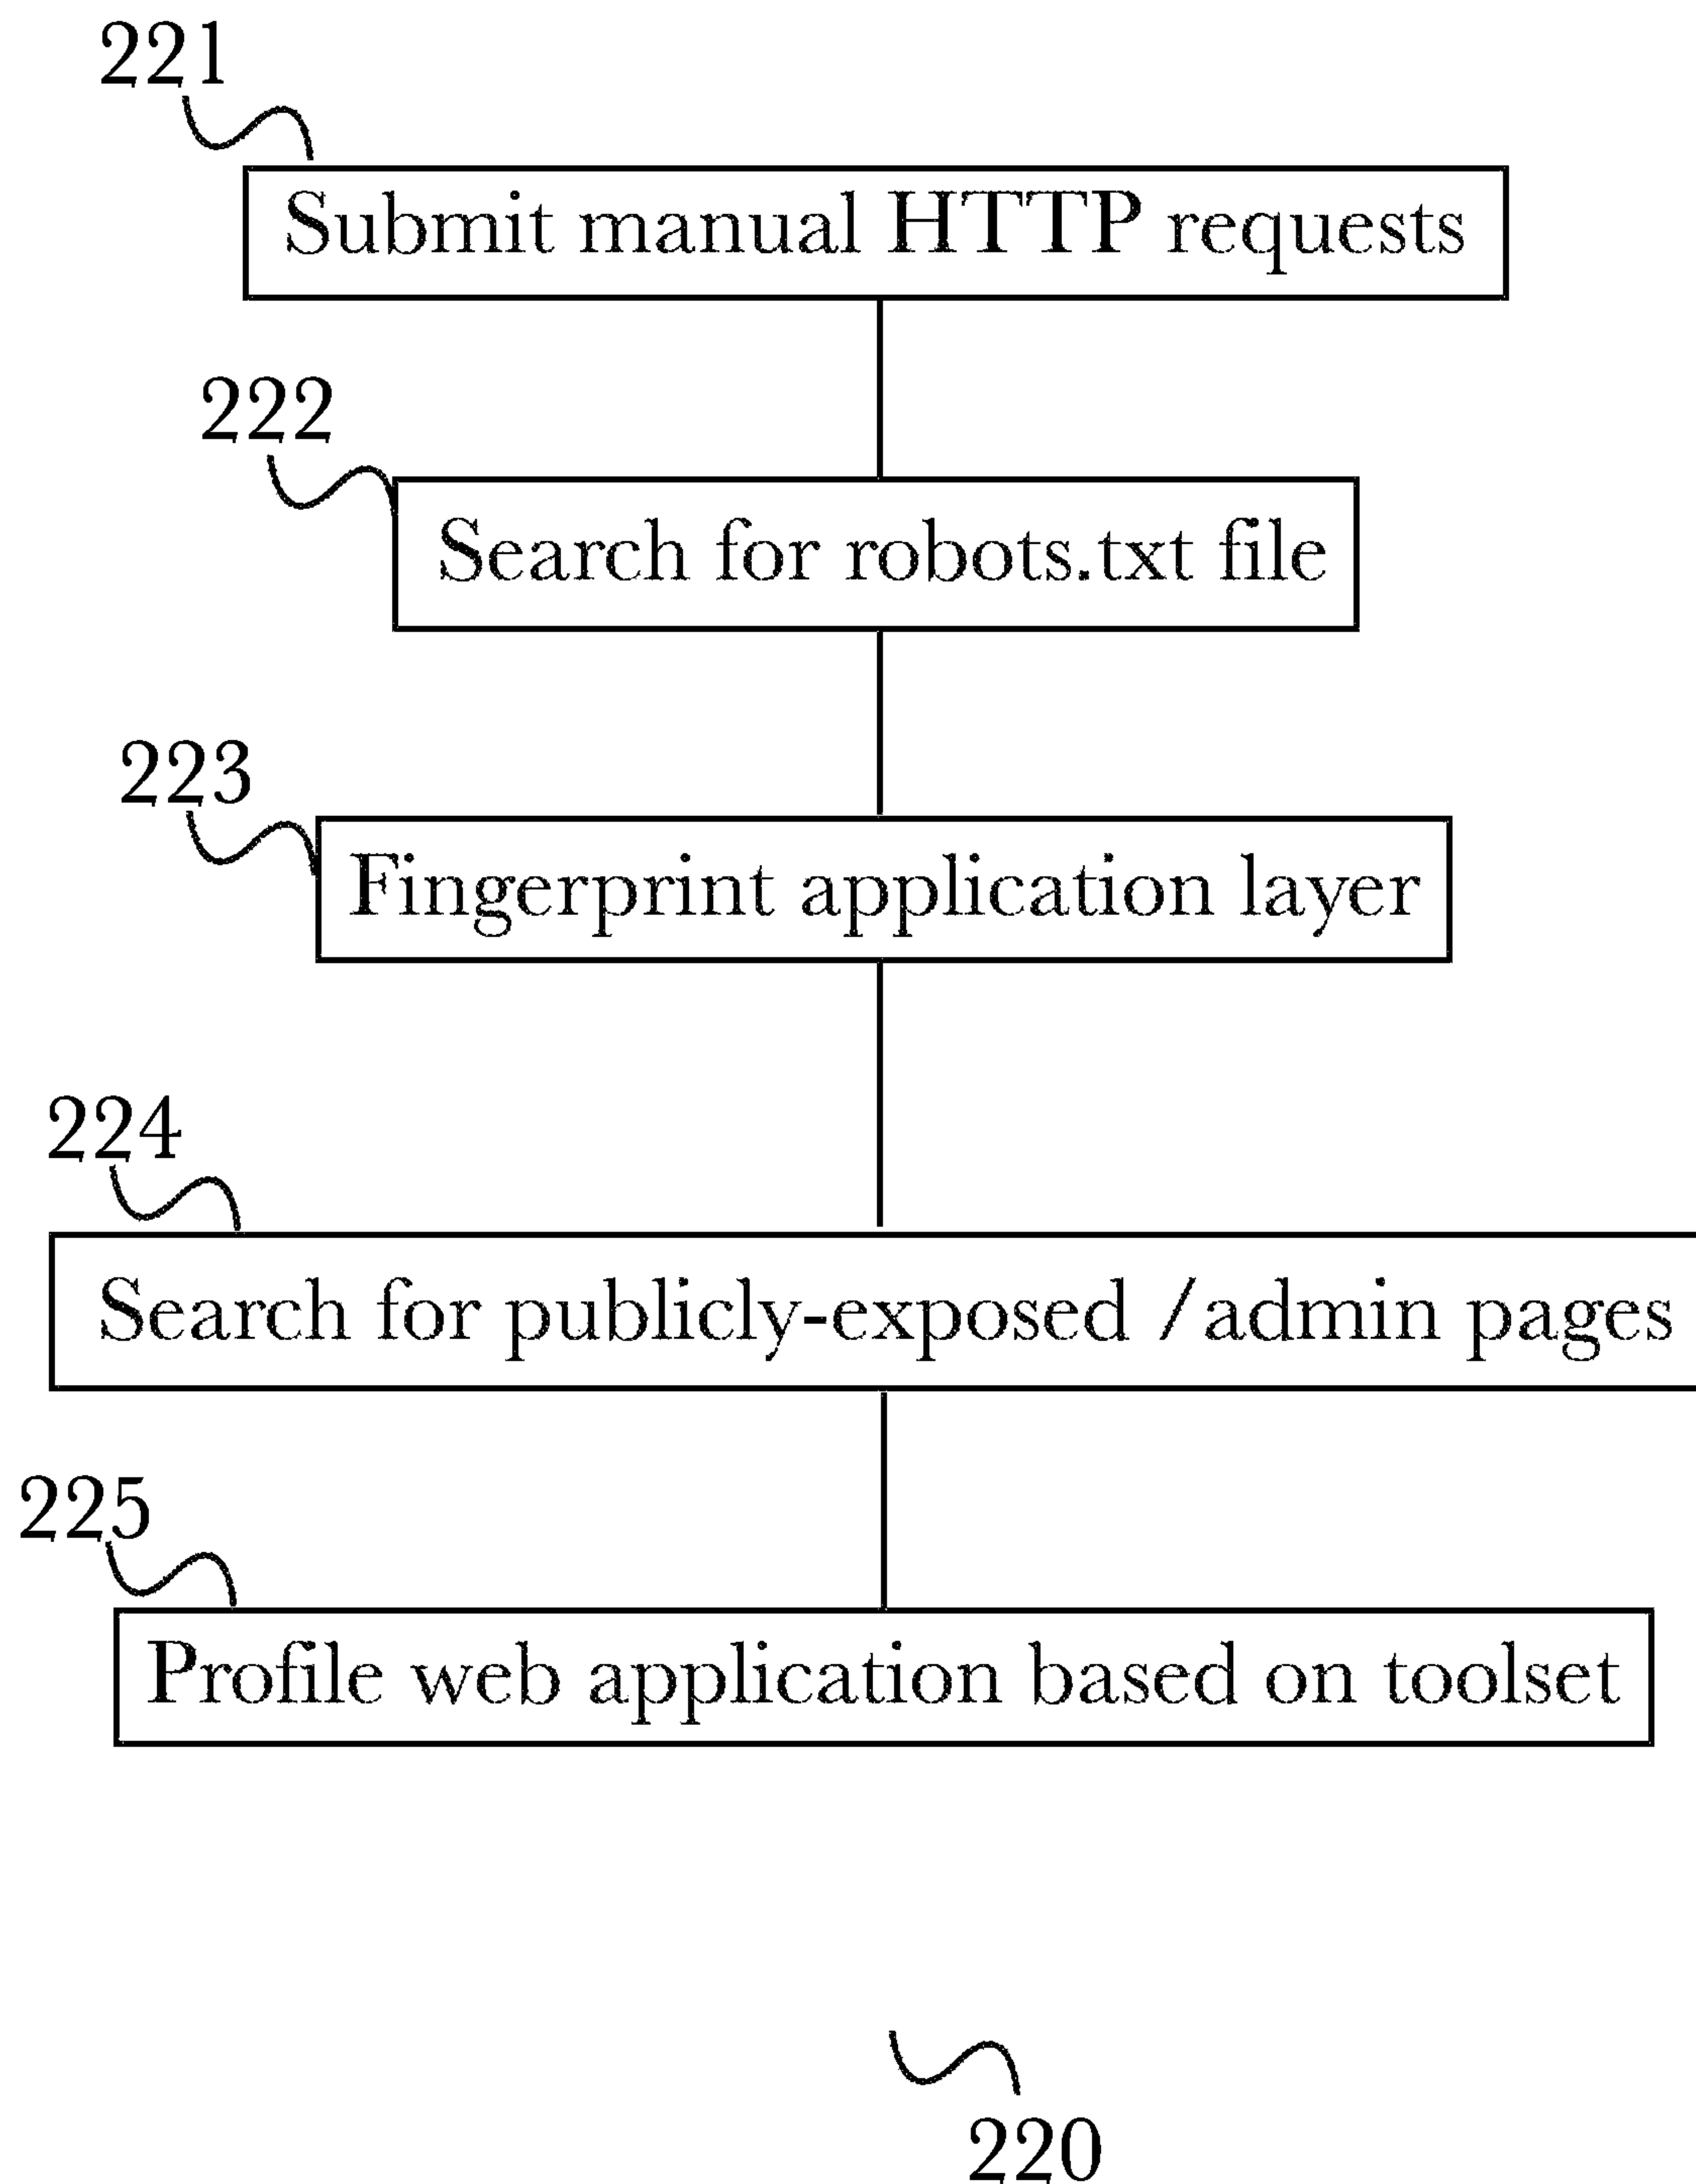 221
Submit manual HTTP requests
222
Search for robots.txt file
223
Fingerprint application layer
224
Search for publicly-exposed /admin pages
225
Profile web application based on toolset
220